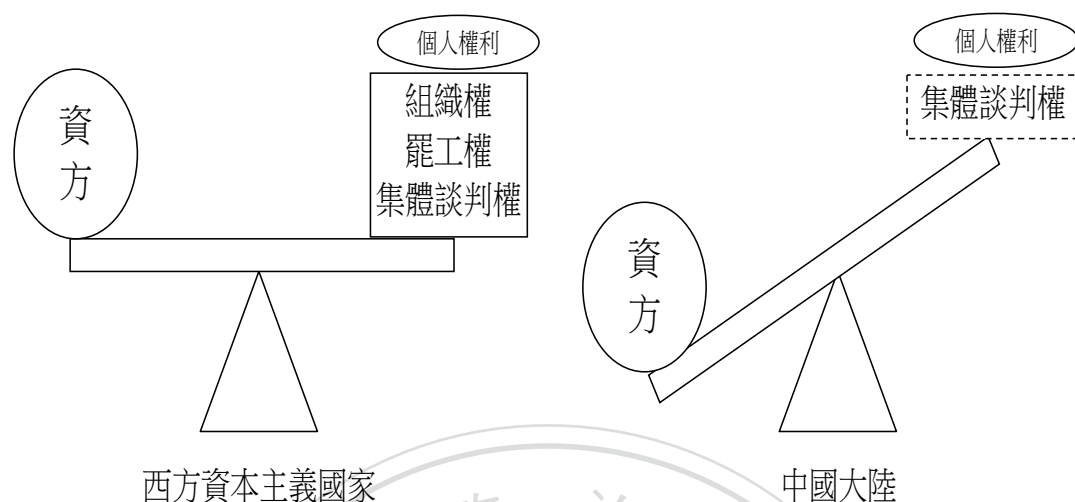 個人權利
組織權
罷工權
集體談判權
資
方
西方資本主義國家
個人權利
集體談判權
資
方
中國大陸